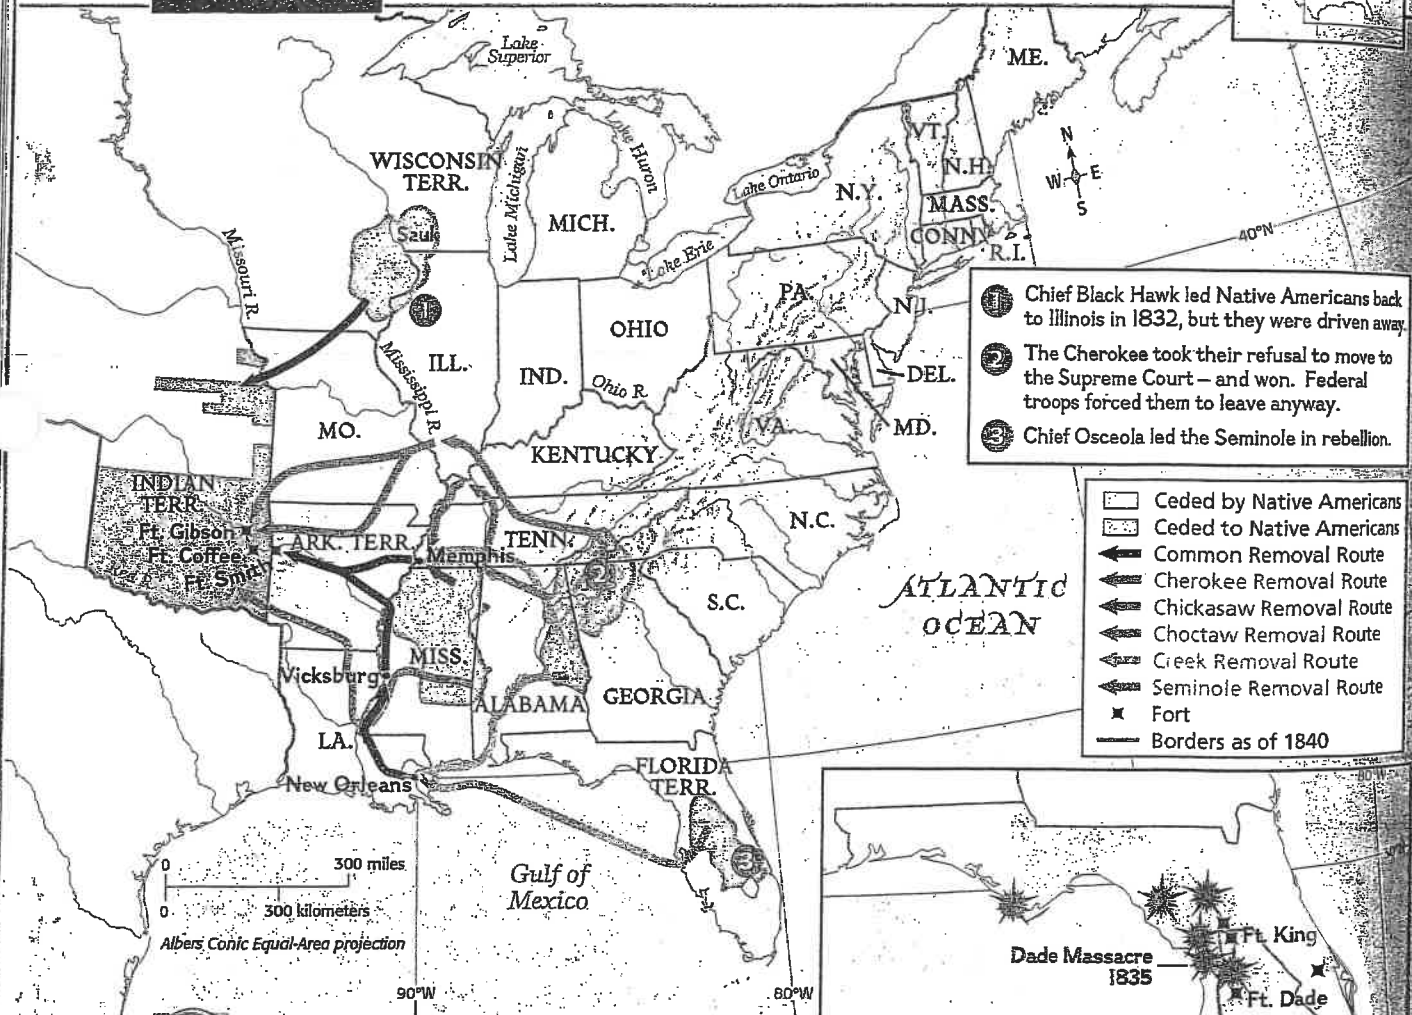 Lake
Superior
ME.
WISCONSIN
TERR.
Lake Michigan
Lake Huron
MICH.
Lake Ontario
Lake Erie
N.Y.
VT.
N.H.
MASS.
CONN.
R.I.
N
W E
S
40°N
Sauk
Missouri R.
1
ILL.
IND.
OHIO
PA.
N.J.
DEL.
MD.
VA.
Ohio R.
Mississippi R.
MO.
KENTUCKY
INDIAN
TERR.
Ft. Gibson
Ft. Coffee
Ft. Smith
ARK. TERR.
Memphis
TENN.
2
N.C.
S.C.
MISS.
Vicksburg
ALABAMA
GEORGIA
LA.
New Orleans
FLORIDA
TERR.
3
ATLANTIC
OCEAN
Gulf of
Mexico
0 300 miles
0 300 kilometers
Albers Conic Equal-Area projection
90°W
80°W
1 Chief Black Hawk led Native Americans back
to Illinois in 1832, but they were driven away.
2 The Cherokee took their refusal to move to
the Supreme Court – and won. Federal
troops forced them to leave anyway.
3 Chief Osceola led the Seminole in rebellion.
Ceded by Native Americans
Ceded to Native Americans
Common Removal Route
Cherokee Removal Route
Chickasaw Removal Route
Choctaw Removal Route
Creek Removal Route
Seminole Removal Route
Fort
Borders as of 1840
80°W
Ft. King
Dade Massacre
1835
Ft. Dade